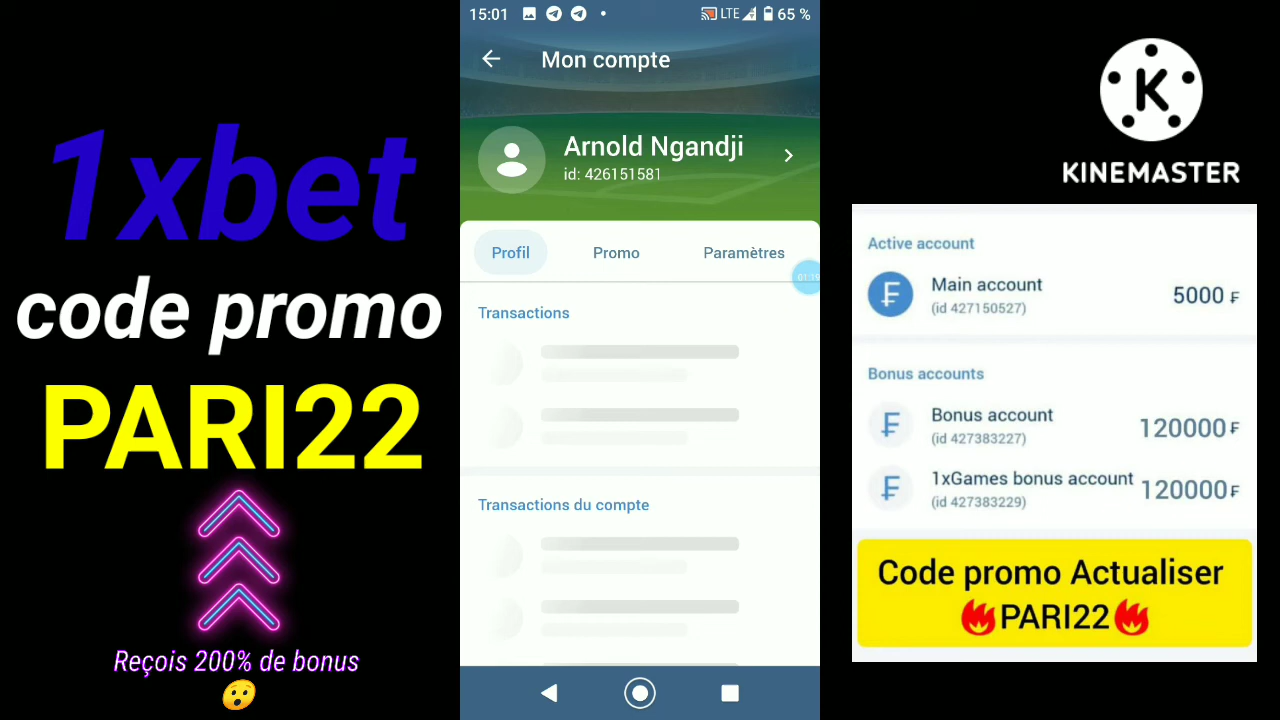 1xbet
code promo
PARI22
Reçois 200% de bonus
15:01
LTE
65 %
Mon compte
Arnold Ngandji
id: 426151581
Profil
Promo
Paramètres
01:19
Transactions
Transactions du compte
K
KINEMASTER
Active account
Main account
5000 ₣
(id 427150527)
Bonus accounts
Bonus account
120000 ₣
(id 427383227)
1xGames bonus account
120000 ₣
(id 427383229)
Code promo Actualiser
🔥PARI22🔥